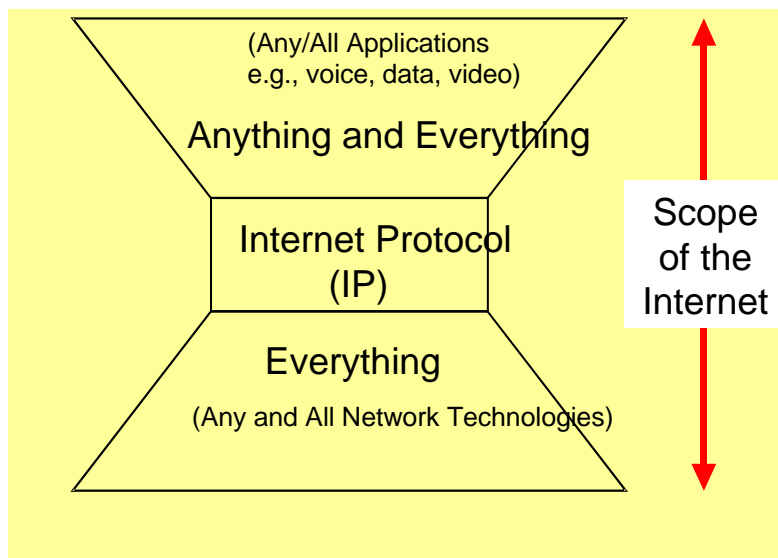 (Any/All Applications
e.g., voice, data, video)
Anything and Everything
Internet Protocol
(IP)
Everything
(Any and All Network Technologies)
Scope
of the
Internet